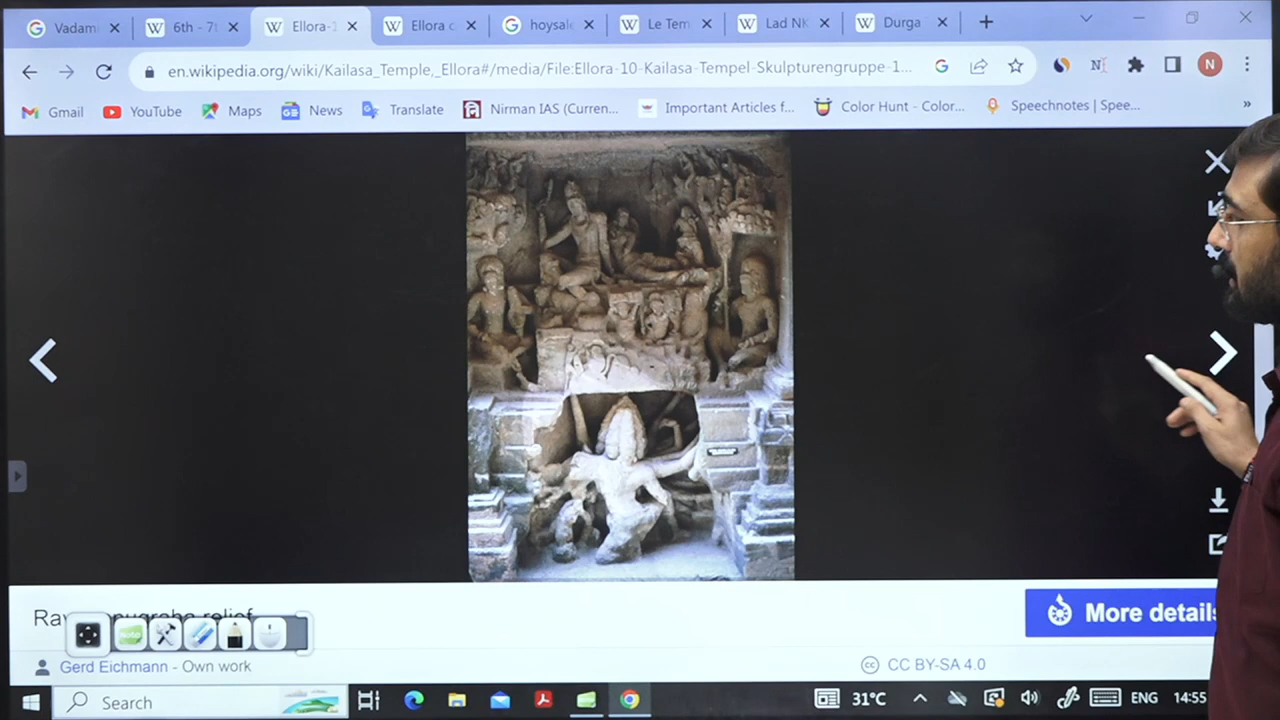 Vadam
6th - 7t
Ellora-1
Ellora c
hoysale
Le Tem
Lad NK
Durga
en.wikipedia.org/wiki/Kailasa_Temple,_Ellora#/media/File:Ellora-10-Kailasa-Tempel-Skulpturengruppe-1...
N
Gmail
YouTube
Maps
News
Translate
Nirman IAS (Curren...
Important Articles f...
Color Hunt - Color...
Speechnotes | Spee...
»
More details
auto
Gerd Eichmann - Own work
CC BY-SA 4.0
Search
31°C
ENG
14:55